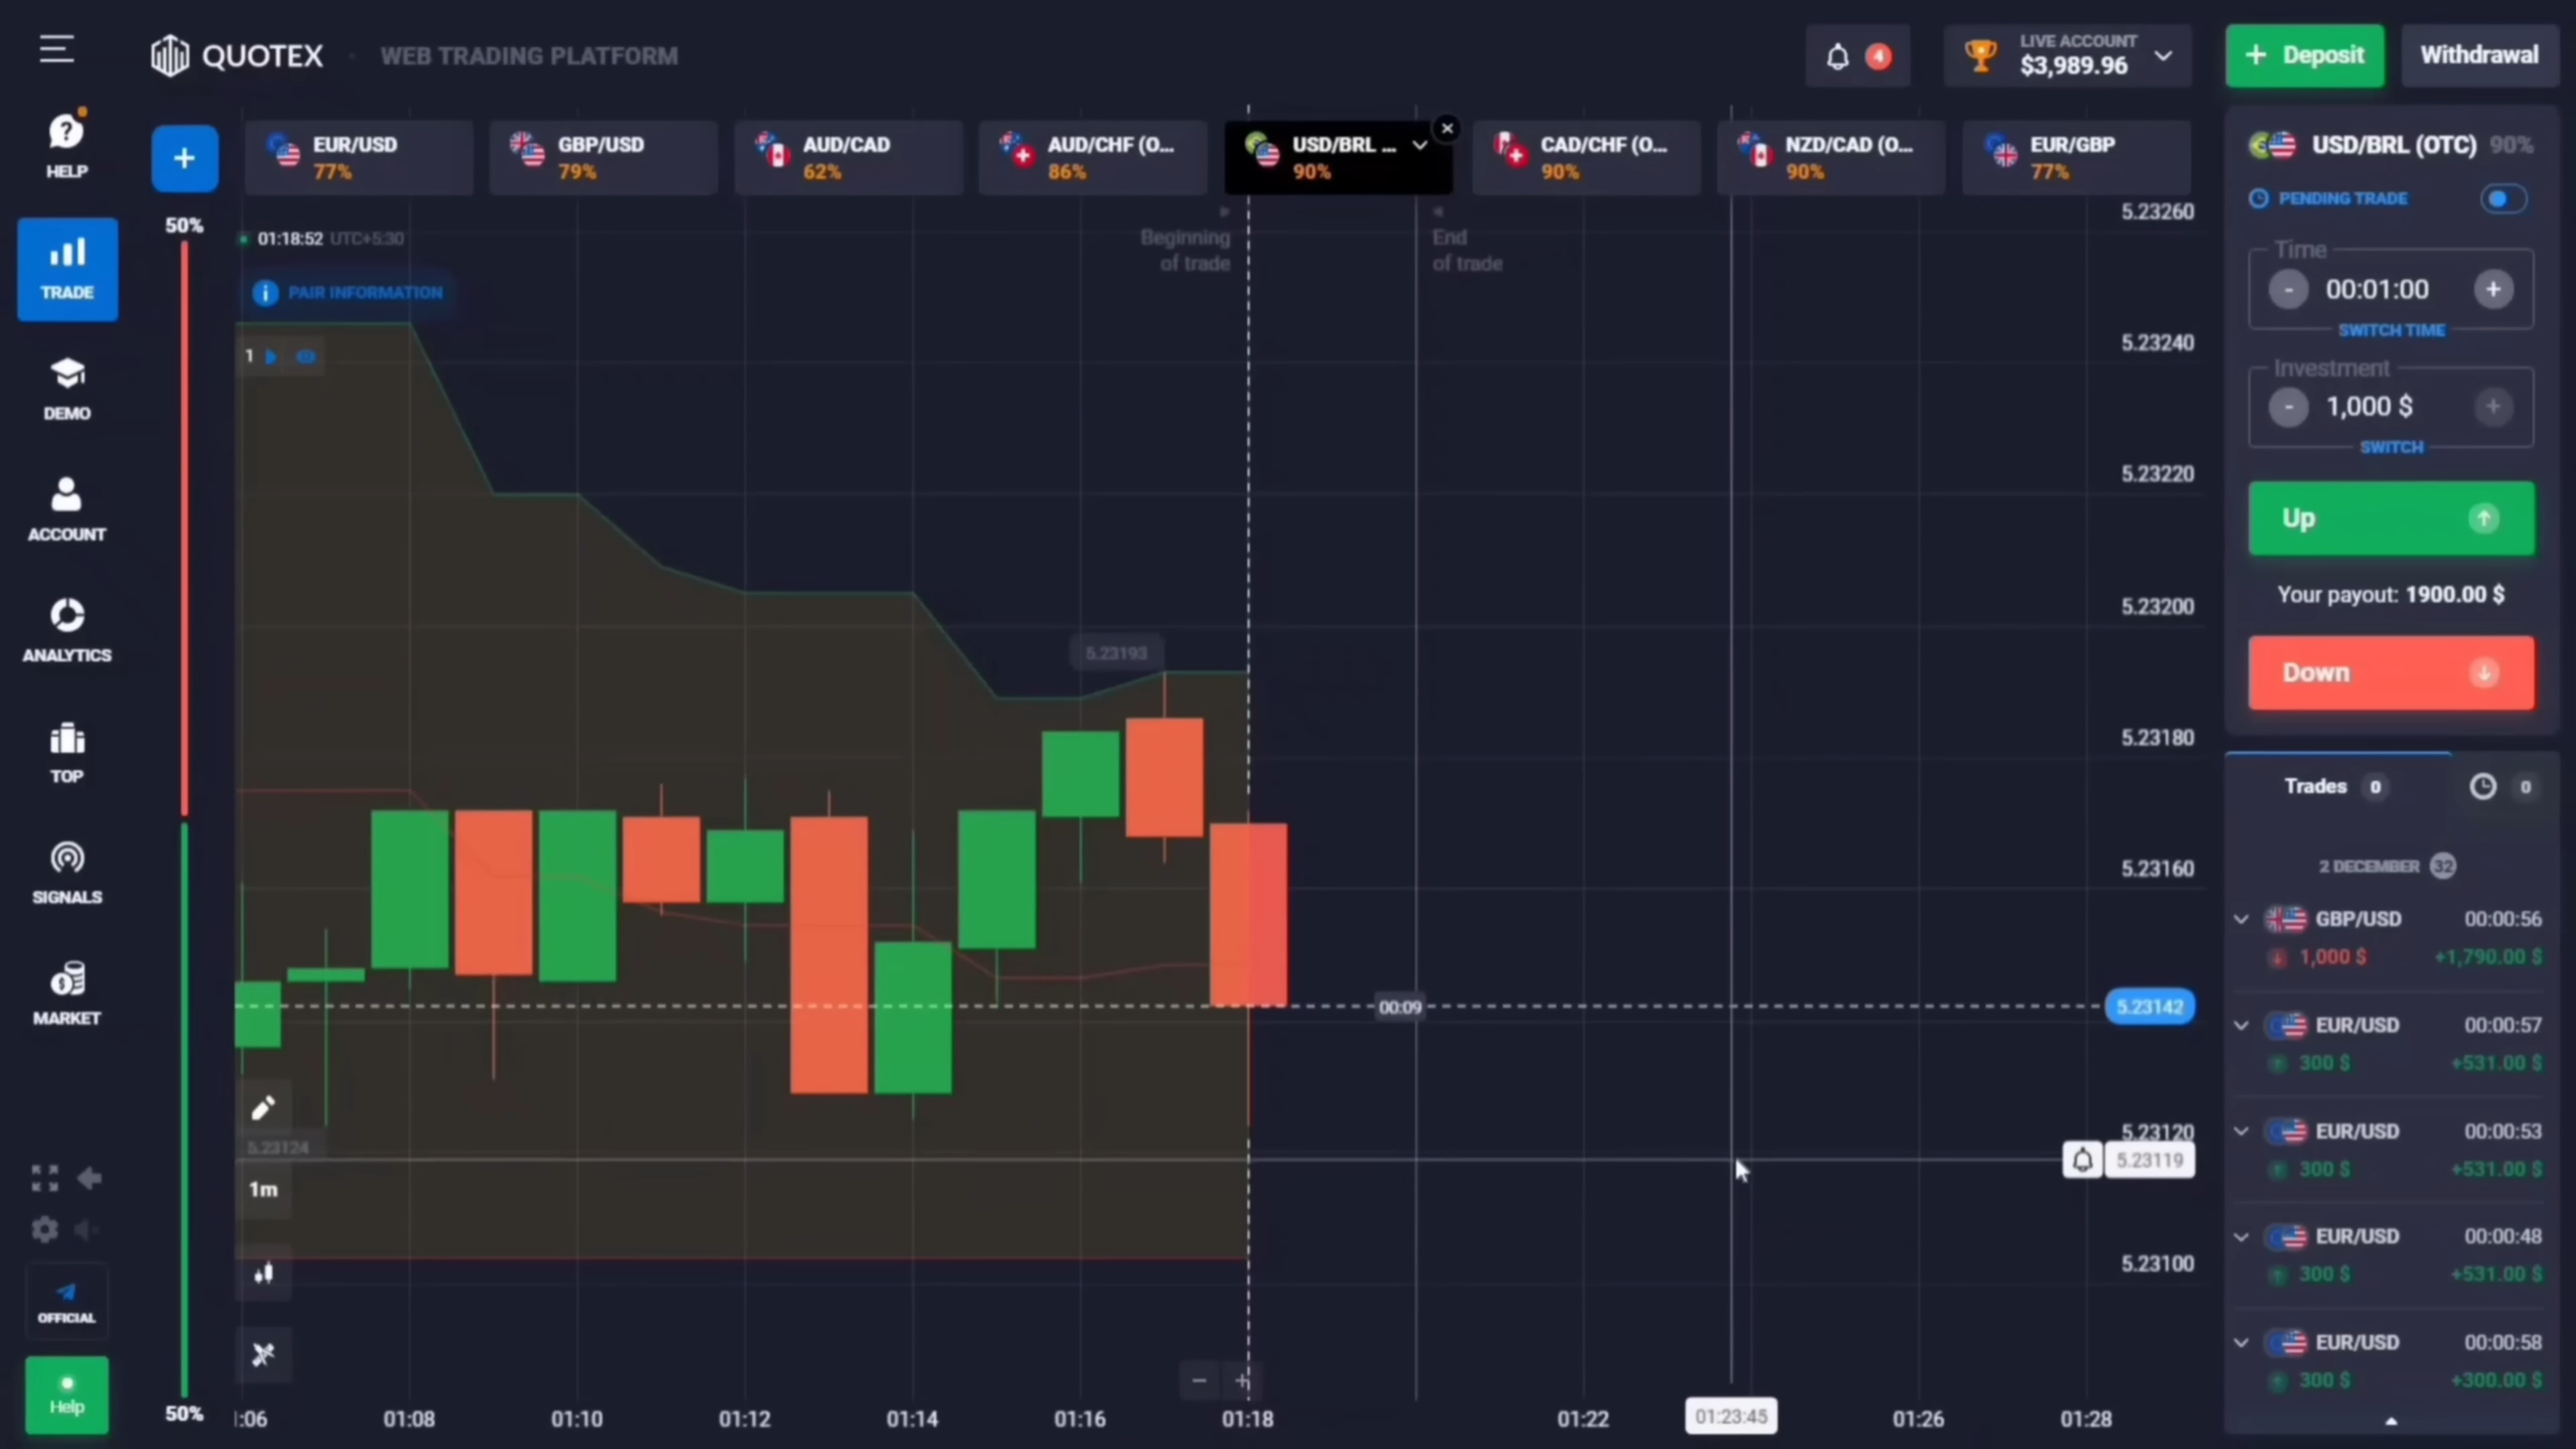 QUOTEX
WEB TRADING PLATFORM
4
LIVE ACCOUNT
$3,989.96
+ Deposit
Withdrawal
HELP
TRADE
DEMO
ACCOUNT
ANALYTICS
TOP
SIGNALS
MARKET
OFFICIAL
Help
+
EUR/USD
77%
GBP/USD
79%
AUD/CAD
62%
AUD/CHF (O...
86%
USD/BRL ...
90%
CAD/CHF (O...
90%
NZD/CAD (O...
90%
EUR/GBP
77%
50%
01:18:52 UTC+5:30
PAIR INFORMATION
1
Beginning
of trade
End
of trade
5.23260
5.23240
5.23220
5.23200
5.23193
5.23180
5.23160
00:09
5.23142
5.23124
5.23120
5.23119
1m
5.23100
50%
:06
01:08
01:10
01:12
01:14
01:16
01:18
01:22
01:23:45
01:26
01:28
USD/BRL (OTC) 90%
PENDING TRADE
Time
- 00:01:00 +
SWITCH TIME
Investment
- 1,000 $ +
SWITCH
Up
Your payout: 1900.00 $
Down
Trades 0
0
2 DECEMBER 32
GBP/USD 00:00:56
1,000 $ +1,790.00 $
EUR/USD 00:00:57
300 $ +531.00 $
EUR/USD 00:00:53
300 $ +531.00 $
EUR/USD 00:00:48
300 $ +531.00 $
EUR/USD 00:00:58
300 $ +300.00 $